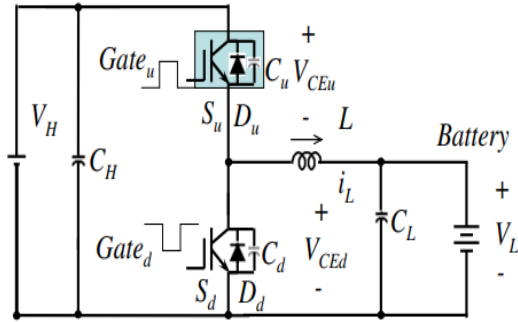 Gate_u
+
C_u V_CEu
S_u D_u
-
L
Battery
V_H
C_H
i_L
+
+
Gate_d
C_d
V_CEd
C_L
V_L
S_d D_d
-
-